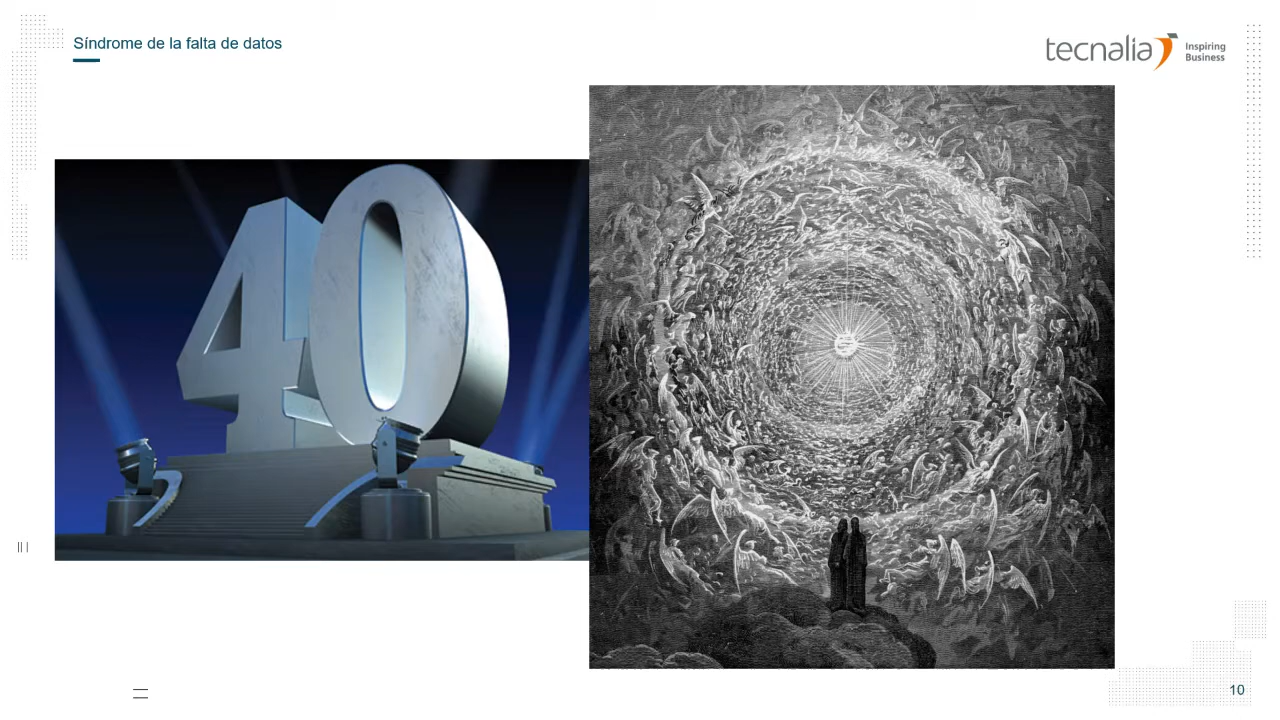 Síndrome de la falta de datos
tecnalia
Inspiring
Business
40
10